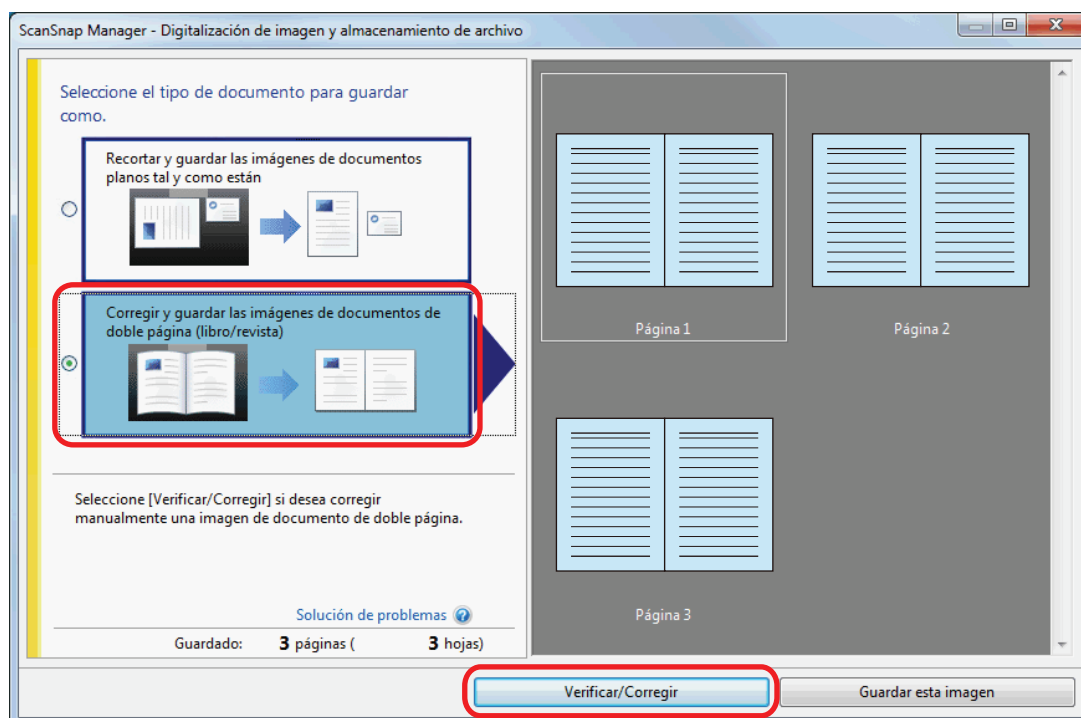 ScanSnap Manager - Digitalización de imagen y almacenamiento de archivo
Seleccione el tipo de documento para guardar
como.
Recortar y guardar las imágenes de documentos
planos tal y como están
Corregir y guardar las imágenes de documentos de
doble página (libro/revista)
Seleccione [Verificar/Corregir] si desea corregir
manualmente una imagen de documento de doble página.
Solución de problemas
Guardado: 3 páginas ( 3 hojas)
Página 1
Página 2
Página 3
Verificar/Corregir
Guardar esta imagen